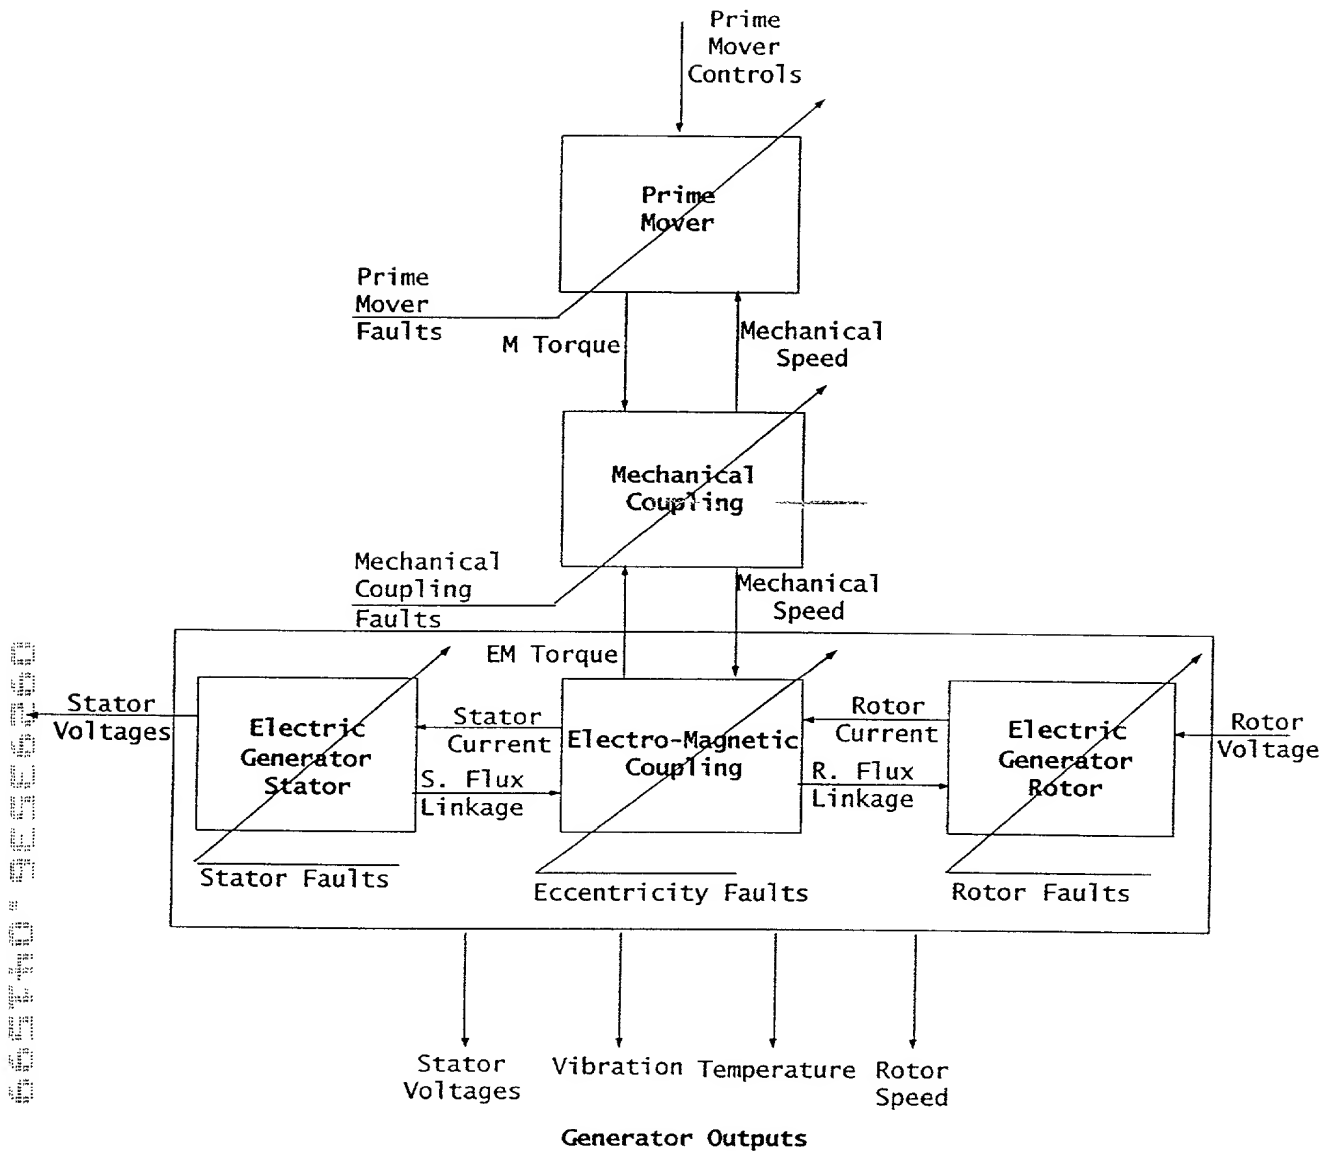 Prime
Mover
Controls
Prime
Mover
Prime
Mover
Faults
M Torque
Mechanical
Speed
Mechanical
Coupling
Mechanical
Coupling
Faults
Mechanical
Speed
EM Torque
Stator
Voltages
Electric
Generator
Stator
Stator
Current
S. Flux
Linkage
Electro-Magnetic
Coupling
Rotor
Current
R. Flux
Linkage
Electric
Generator
Rotor
Rotor
Voltage
Stator Faults
Eccentricity Faults
Rotor Faults
Stator
Voltages
Vibration
Temperature
Rotor
Speed
Generator Outputs